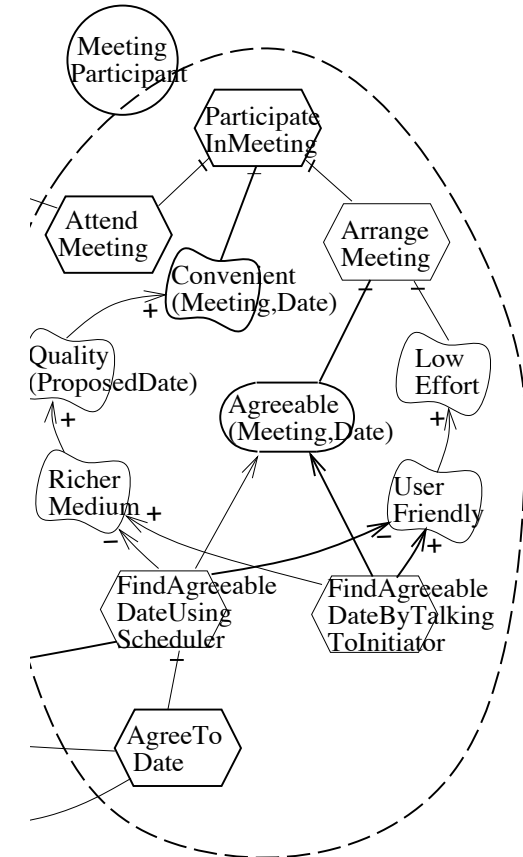 Meeting
Participant
Participate
InMeeting
Attend
Meeting
Arrange
Meeting
Convenient
(Meeting,Date)
+
Quality
(ProposedDate)
Low
Effort
Agreeable
(Meeting,Date)
+
+
Richer
Medium
User
Friendly
+
−
−
+
FindAgreeable
DateUsing
Scheduler
FindAgreeable
DateByTalking
ToInitiator
AgreeTo
Date